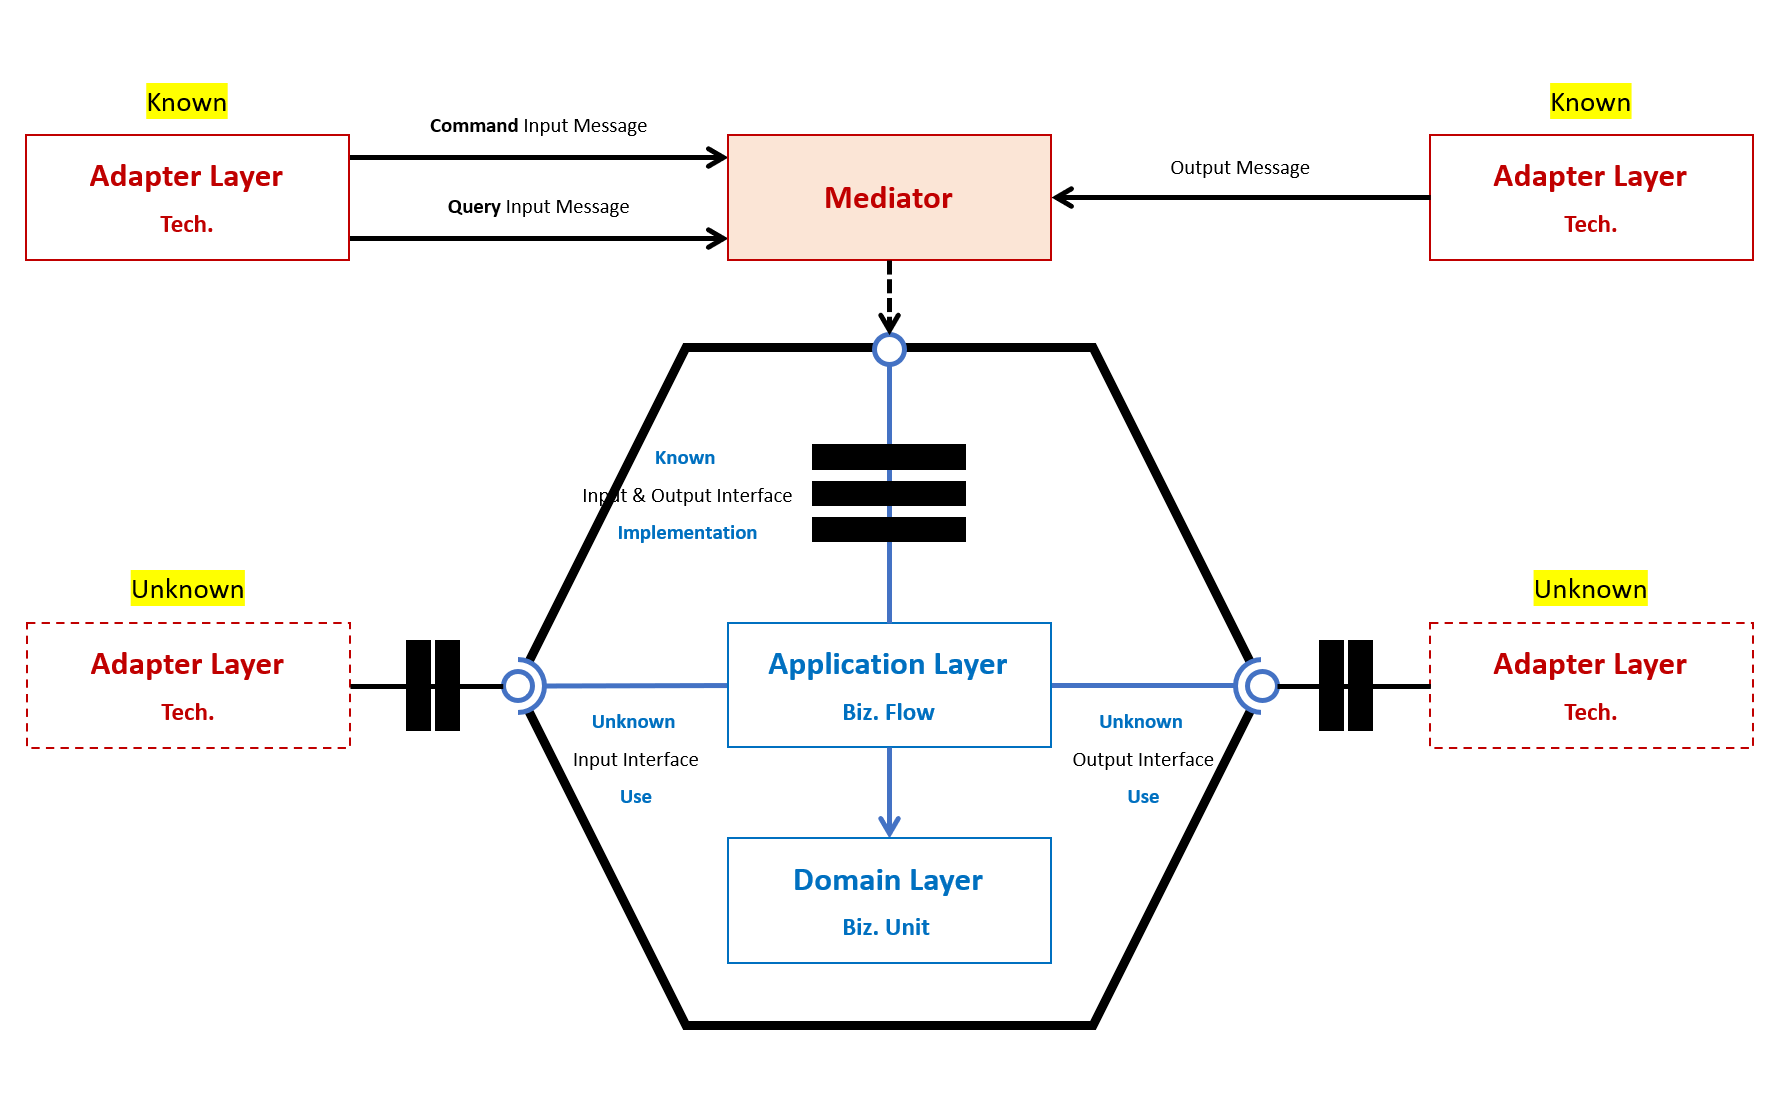 Known
Adapter Layer
Tech.
Command Input Message
Query Input Message
Mediator
Output Message
Known
Adapter Layer
Tech.
Known
Input & Output Interface
Implementation
Unknown
Adapter Layer
Tech.
Unknown
Input Interface
Use
Application Layer
Biz. Flow
Unknown
Output Interface
Use
Unknown
Adapter Layer
Tech.
Domain Layer
Biz. Unit